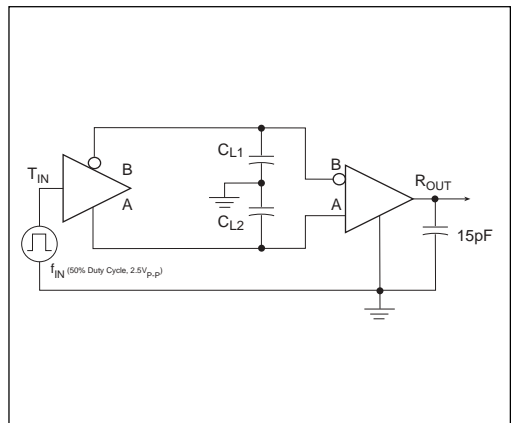 C_L1
B
B
R_OUT
T_IN
A
C_L2
A
15pF
f_IN (50% Duty Cycle, 2.5V_P-P)